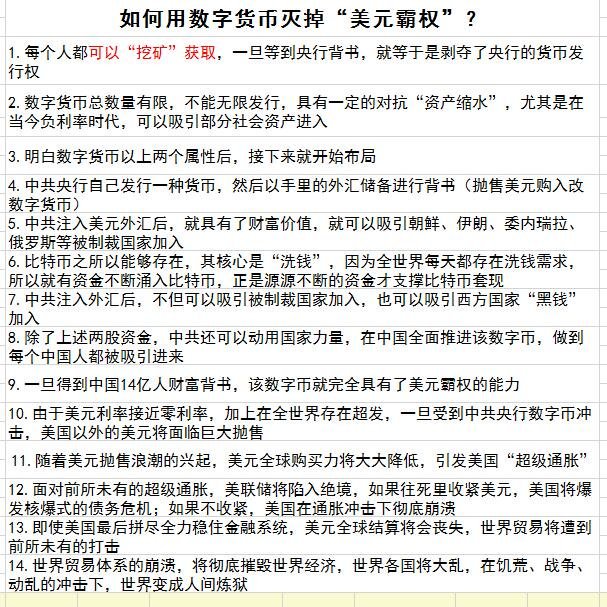 如何用数字货币灭掉“美元霸权”？
1. 每个人都可以“挖矿”获取，一旦等到央行背书，就等于是剥夺了央行的货币发
行权
2. 数字货币总数量有限，不能无限发行，具有一定的对抗“资产缩水”，尤其是在
当今负利率时代，可以吸引部分社会资产进入
3. 明白数字货币以上两个属性后，接下来就开始布局
4. 中共央行自己发行一种货币，然后以手里的外汇储备进行背书（抛售美元购入改
数字货币）
5. 中共注入美元外汇后，就具有了财富价值，就可以吸引朝鲜、伊朗、委内瑞拉、
俄罗斯等被制裁国家加入
6. 比特币之所以能够存在，其核心是“洗钱”，因为全世界每天都存在洗钱需求，
所以就有资金不断涌入比特币，正是源源不断的资金才支撑比特币套现
7. 中共注入外汇后，不但可以吸引被制裁国家加入，也可以吸引西方国家“黑钱”
加入
8. 除了上述两股资金，中共还可以动用国家力量，在中国全面推进该数字币，做到
每个中国人都被吸引进来
9. 一旦得到中国14亿人财富背书，该数字币就完全具有了美元霸权的能力
10. 由于美元利率接近零利率，加上在全世界存在超发，一旦受到中共央行数字币冲
击，美国以外的美元将面临巨大抛售
11. 随着美元抛售浪潮的兴起，美元全球购买力将大大降低，引发美国“超级通胀”
12. 面对前所未有的超级通胀，美联储将陷入绝境，如果往死里收紧美元，美国将爆
发核爆式的债务危机；如果不收紧，美国在通胀冲击下彻底崩溃
13. 即使美国最后拼尽全力稳住金融系统，美元全球结算将会丧失，世界贸易将遭到
前所未有的打击
14. 世界贸易体系的崩溃，将彻底摧毁世界经济，世界各国将大乱，在饥荒、战争、
动乱的冲击下，世界变成人间炼狱